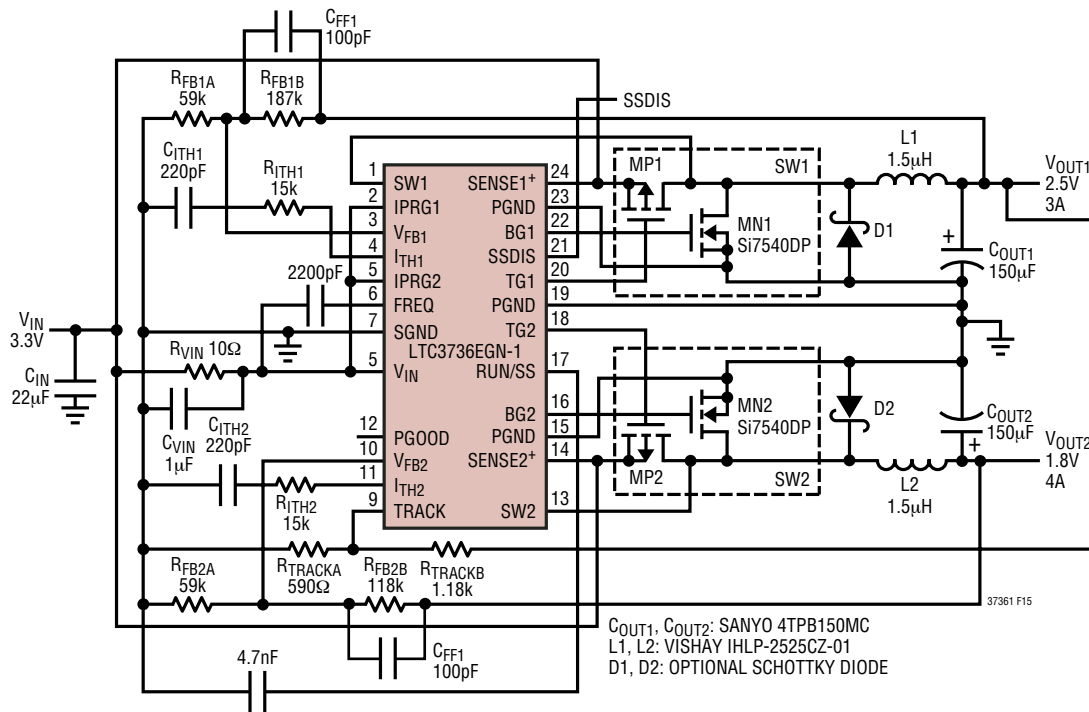 CFF1
100pF
RFB1A
59k
RFB1B
187k
SSDIS
CITH1
220pF
RITH1
15k
2200pF
VIN
3.3V
CIN
22µF
RVIN 10Ω
CVIN
1µF
CITH2
220pF
RITH2
15k
RTRACKA
590Ω
RTRACKB
1.18k
RFB2A
59k
RFB2B
118k
CFF1
100pF
4.7nF
1 SW1
2 IPRG1
3 VFB1
4 ITH1
5 IPRG2
6 FREQ
7 SGND
LTC3736EGN-1
5 VIN
12 PGOOD
10 VFB2
11 ITH2
9 TRACK
SENSE1+ 24
PGND 23
BG1 22
SSDIS 21
TG1 20
PGND 19
TG2 18
RUN/SS 17
BG2 16
PGND 15
SENSE2+ 14
SW2 13
MP1
SW1
MN1
Si7540DP
D1
L1
1.5µH
VOUT1
2.5V
3A
+
COUT1
150µF
MN2
Si7540DP
MP2
SW2
D2
L2
1.5µH
COUT2
150µF
+
VOUT2
1.8V
4A
37361 F15
COUT1, COUT2: SANYO 4TPB150MC
L1, L2: VISHAY IHLP-2525CZ-01
D1, D2: OPTIONAL SCHOTTKY DIODE